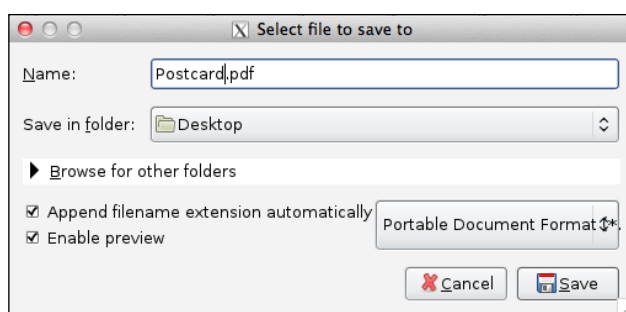 Select file to save to
Name:
Postcard.pdf
Save in folder:
Desktop
Browse for other folders
Append filename extension automatically
Enable preview
Portable Document Format
Cancel
Save